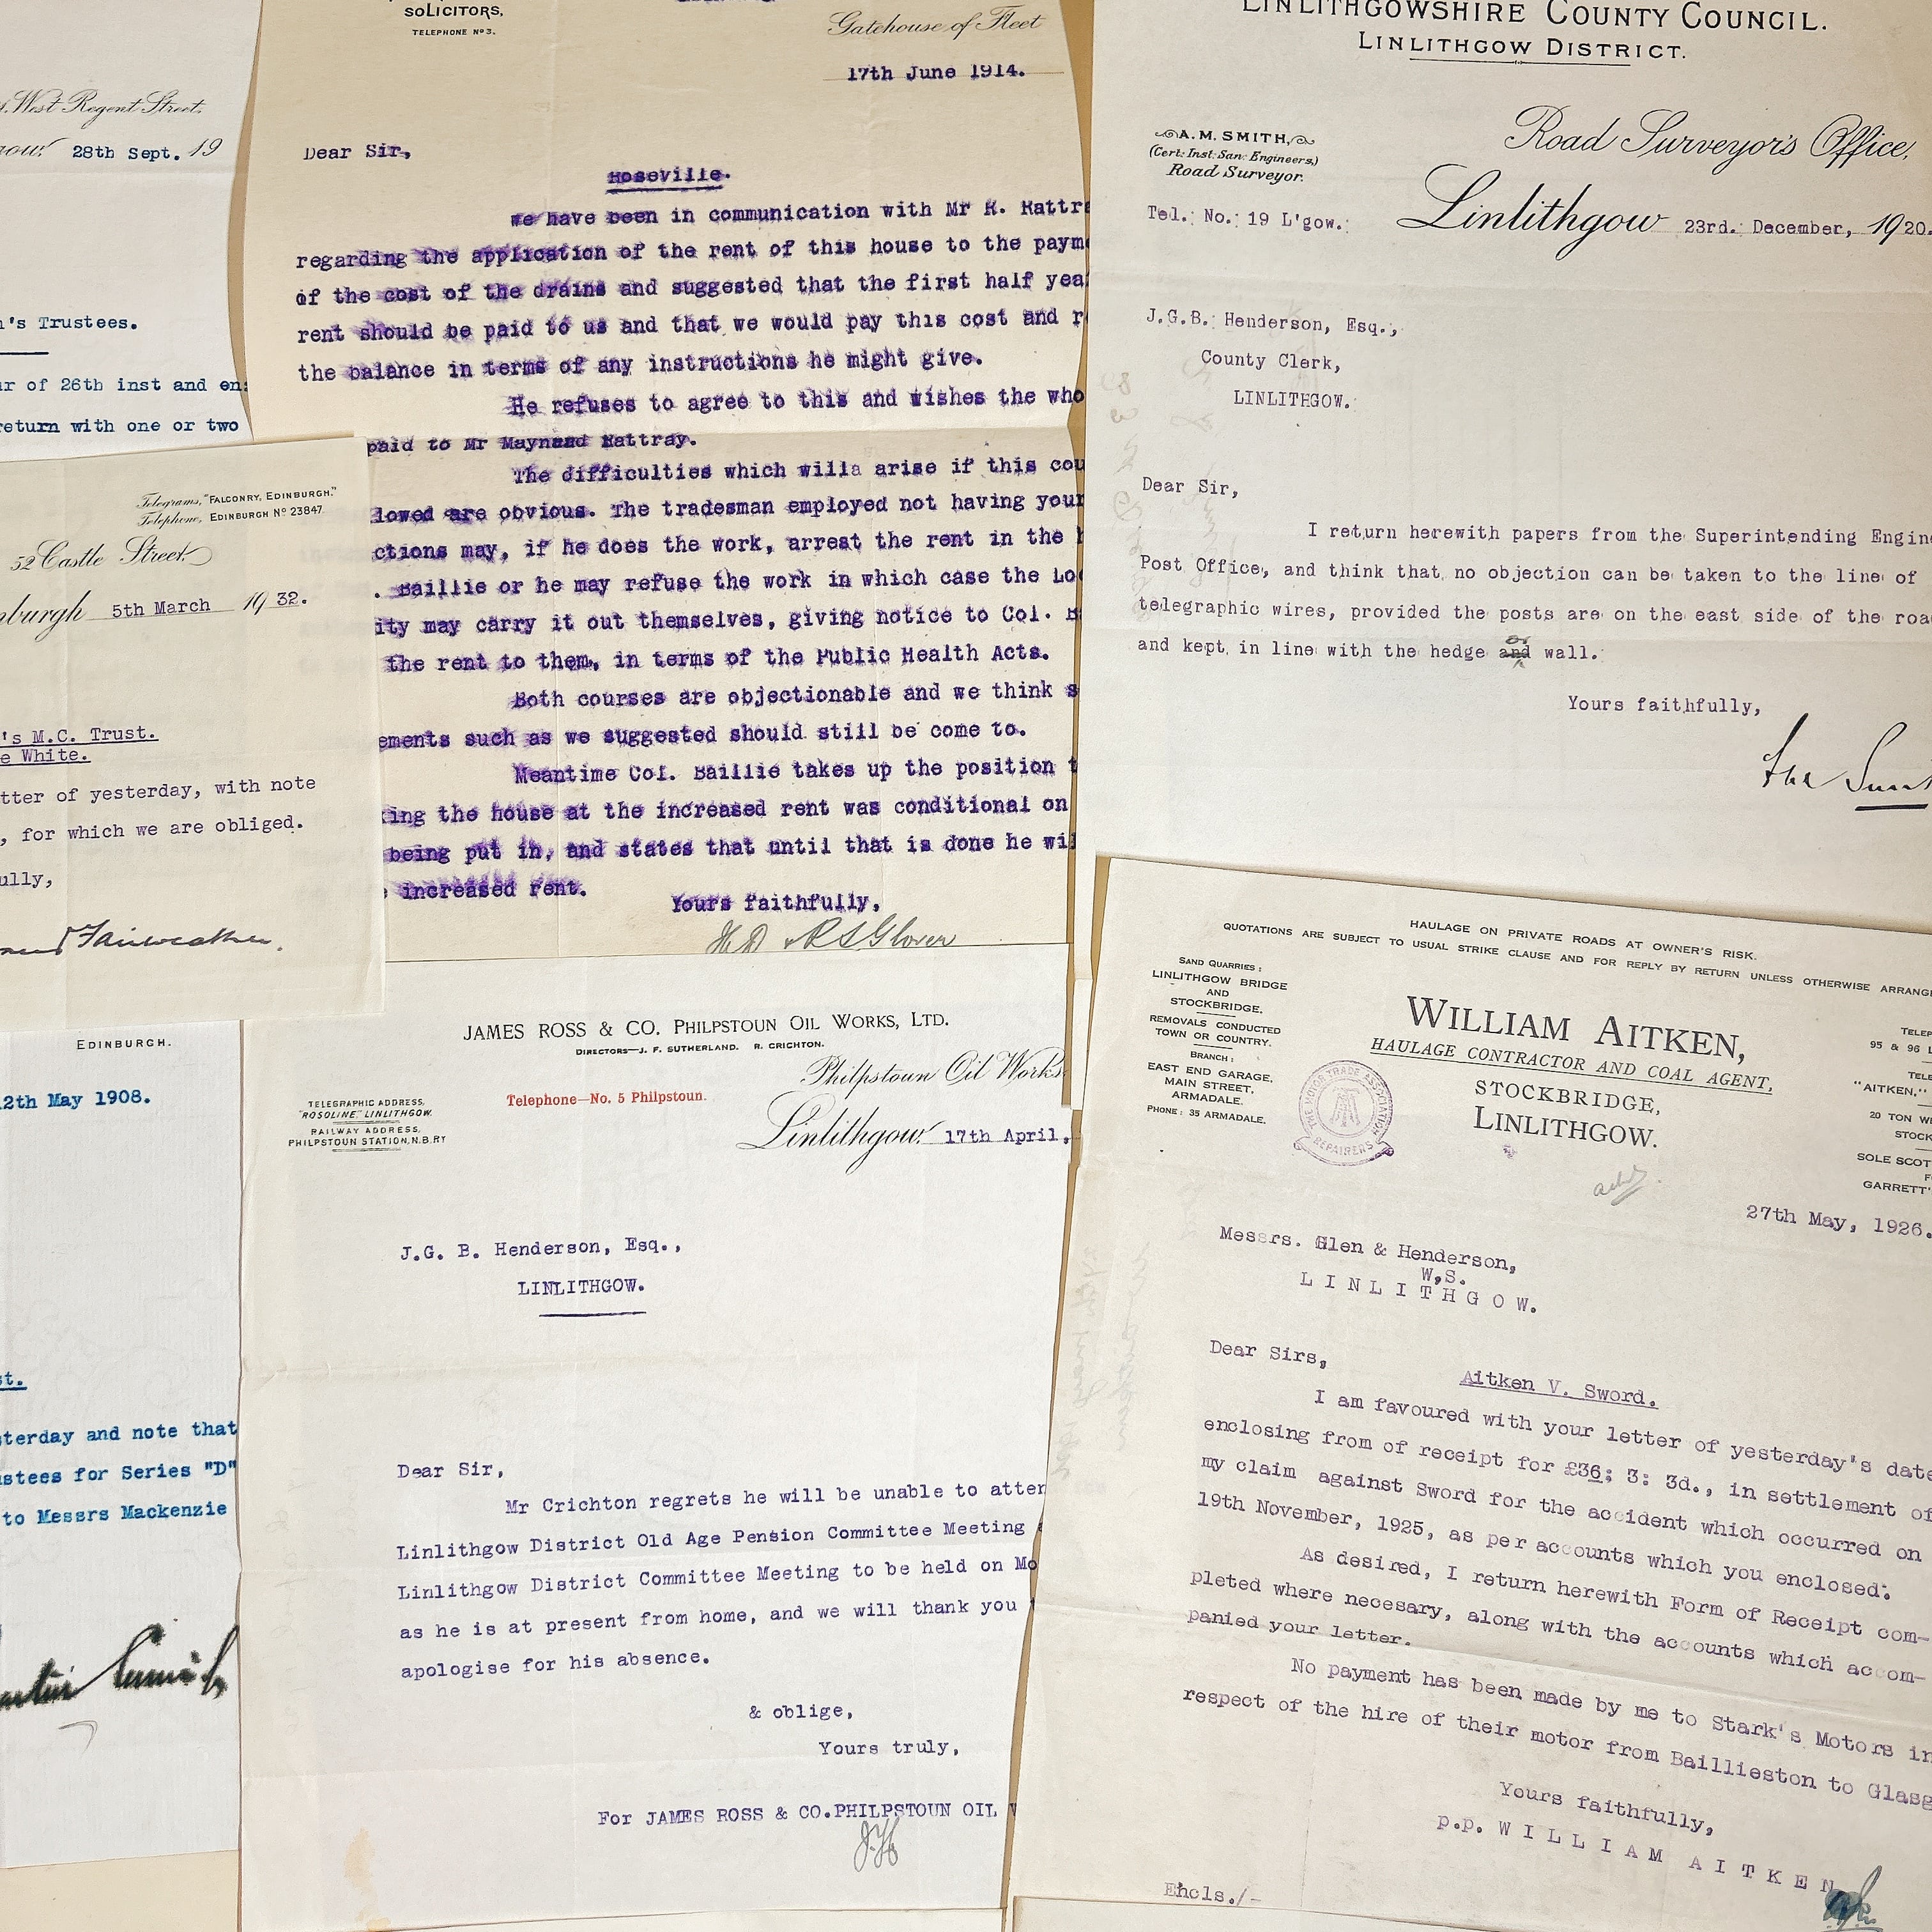 West Regent Street,
28th Sept. 19
's Trustees.
of 26th inst and
return with one or two
SOLICITORS,
TELEPHONE Nº 3.
Gatehouse of Fleet
17th June 1914.
Dear Sir,
Roseville.
We have been in communication with Mr R. Rattr
regarding the application of the rent of this house to the paym
of the cost of the drains and suggested that the first half yea
rent should be paid to us and that we would pay this cost and r
the balance in terms of any instructions he might give.
He refuses to agree to this and wishes the who
paid to Mr Maynard Rattray.
The difficulties which willa arise if this cou
lowed are obvious. The tradesman employed not having your
ctions may, if he does the work, arrest the rent in the h
. Baillie or he may refuse the work in which case the Lo
ity may carry it out themselves, giving notice to Col. B
the rent to them, in terms of the Public Health Acts.
Both courses are objectionable and we think s
ements such as we suggested should still be come to.
Meantime Col. Baillie takes up the position t
ing the house at the increased rent was conditional on
being put in, and states that until that is done he wil
increased rent.
Yours faithfully,
Glover
LINLITHGOWSHIRE COUNTY COUNCIL.
LINLITHGOW DISTRICT.
A. M. SMITH,
(Cert. Inst. San. Engineers.)
Road Surveyor.
Road Surveyor's Office,
Tel. No. 19 L'gow.
Linlithgow 23rd. December, 1920.
J.G.B. Henderson, Esq.,
County Clerk,
LINLITHGOW.
Dear Sir,
I return herewith papers from the Superintending Engin
Post Office, and think that no objection can be taken to the line of
telegraphic wires, provided the posts are on the east side of the roa
and kept in line with the hedge and or wall.
Yours faithfully,
Telegrams, "FALCONRY, EDINBURGH."
Telephone, EDINBURGH Nº 23847.
52 Castle Street
nburgh 5th March 1932.
's M.C. Trust.
e White.
tter of yesterday, with note
, for which we are obliged.
ully,
Fairweather.
EDINBURGH.
12th May 1908.
st.
sterday and note that
ustees for Series "D"
to Messrs Mackenzie
JAMES ROSS & CO. PHILPSTOUN OIL WORKS, LTD.
DIRECTORS—J. F. SUTHERLAND. R. CRICHTON.
Philpstoun Oil Works,
Telephone—No. 5 Philpstoun.
TELEGRAPHIC ADDRESS,
"ROSOLINE," LINLITHGOW.
RAILWAY ADDRESS,
PHILPSTOUN STATION, N.B.RY
Linlithgow, 17th April,
J.G. B. Henderson, Esq.,
LINLITHGOW.
Dear Sir,
Mr Crichton regrets he will be unable to atten
Linlithgow District Old Age Pension Committee Meeting
Linlithgow District Committee Meeting to be held on Mo
as he is at present from home, and we will thank you
apologise for his absence.
& oblige,
Yours truly,
For JAMES ROSS & CO. PHILPSTOUN OIL
HAULAGE ON PRIVATE ROADS AT OWNER'S RISK.
QUOTATIONS ARE SUBJECT TO USUAL STRIKE CLAUSE AND FOR REPLY BY RETURN UNLESS OTHERWISE ARRANG
SAND QUARRIES:
LINLITHGOW BRIDGE
AND
STOCKBRIDGE.
REMOVALS CONDUCTED
TOWN OR COUNTRY.
BRANCH:
EAST END GARAGE,
MAIN STREET,
ARMADALE.
PHONE: 35 ARMADALE.
WILLIAM AITKEN,
HAULAGE CONTRACTOR AND COAL AGENT,
STOCKBRIDGE,
LINLITHGOW.
THE MOTOR TRADE ASSOCIATION
REPAIRERS
TELEP
95 & 96 L
TELE
"AITKEN,"
20 TON W
STOCK
SOLE SCOT
F
GARRETT'
27th May, 1926.
Messrs. Glen & Henderson,
W.S.
LINLITHGOW.
Dear Sirs,
Aitken V. Sword.
I am favoured with your letter of yesterday's date
enclosing from of receipt for £36: 3: 3d., in settlement of
my claim against Sword for the accident which occurred on
19th November, 1925, as per accounts which you enclosed.
As desired, I return herewith Form of Receipt com-
pleted where necesary, along with the accounts which accom-
panied your letter.
No payment has been made by me to Stark's Motors in
respect of the hire of their motor from Baillieston to Glasg
Yours faithfully,
p.p. WILLIAM AITKEN
Encls./-